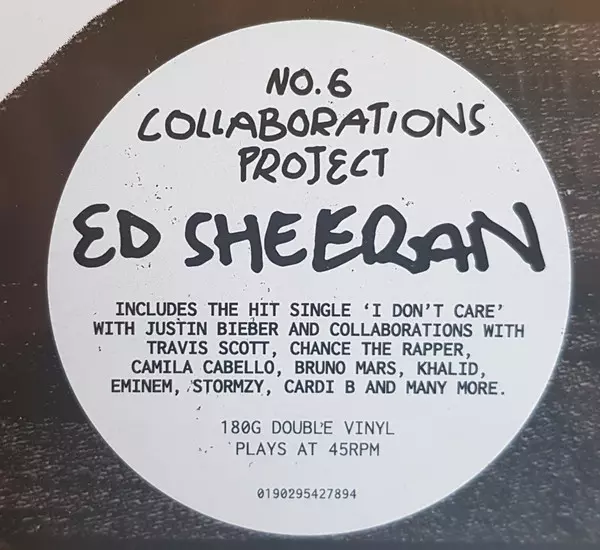 NO.6
COLLABORATIONS
PROJECT
ED SHEERAN
INCLUDES THE HIT SINGLE ‘I DON’T CARE’
WITH JUSTIN BIEBER AND COLLABORATIONS WITH
TRAVIS SCOTT, CHANCE THE RAPPER,
CAMILA CABELLO, BRUNO MARS, KHALID,
EMINEM, STORMZY, CARDI B AND MANY MORE.
180G DOUBLE VINYL
PLAYS AT 45RPM
0190295427894